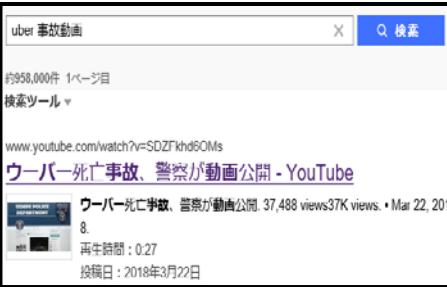 uber 事故動画
検索
約958,000件 1ページ目
検索ツール
www.youtube.com/watch?v=SDZFkhd6OMs
ウーバー死亡事故、警察が動画公開 - YouTube
ウーバー死亡事故、警察が動画公開. 37,488 views37K views. • Mar 22, 201
8.
再生時間：0:27
投稿日：2018年3月22日